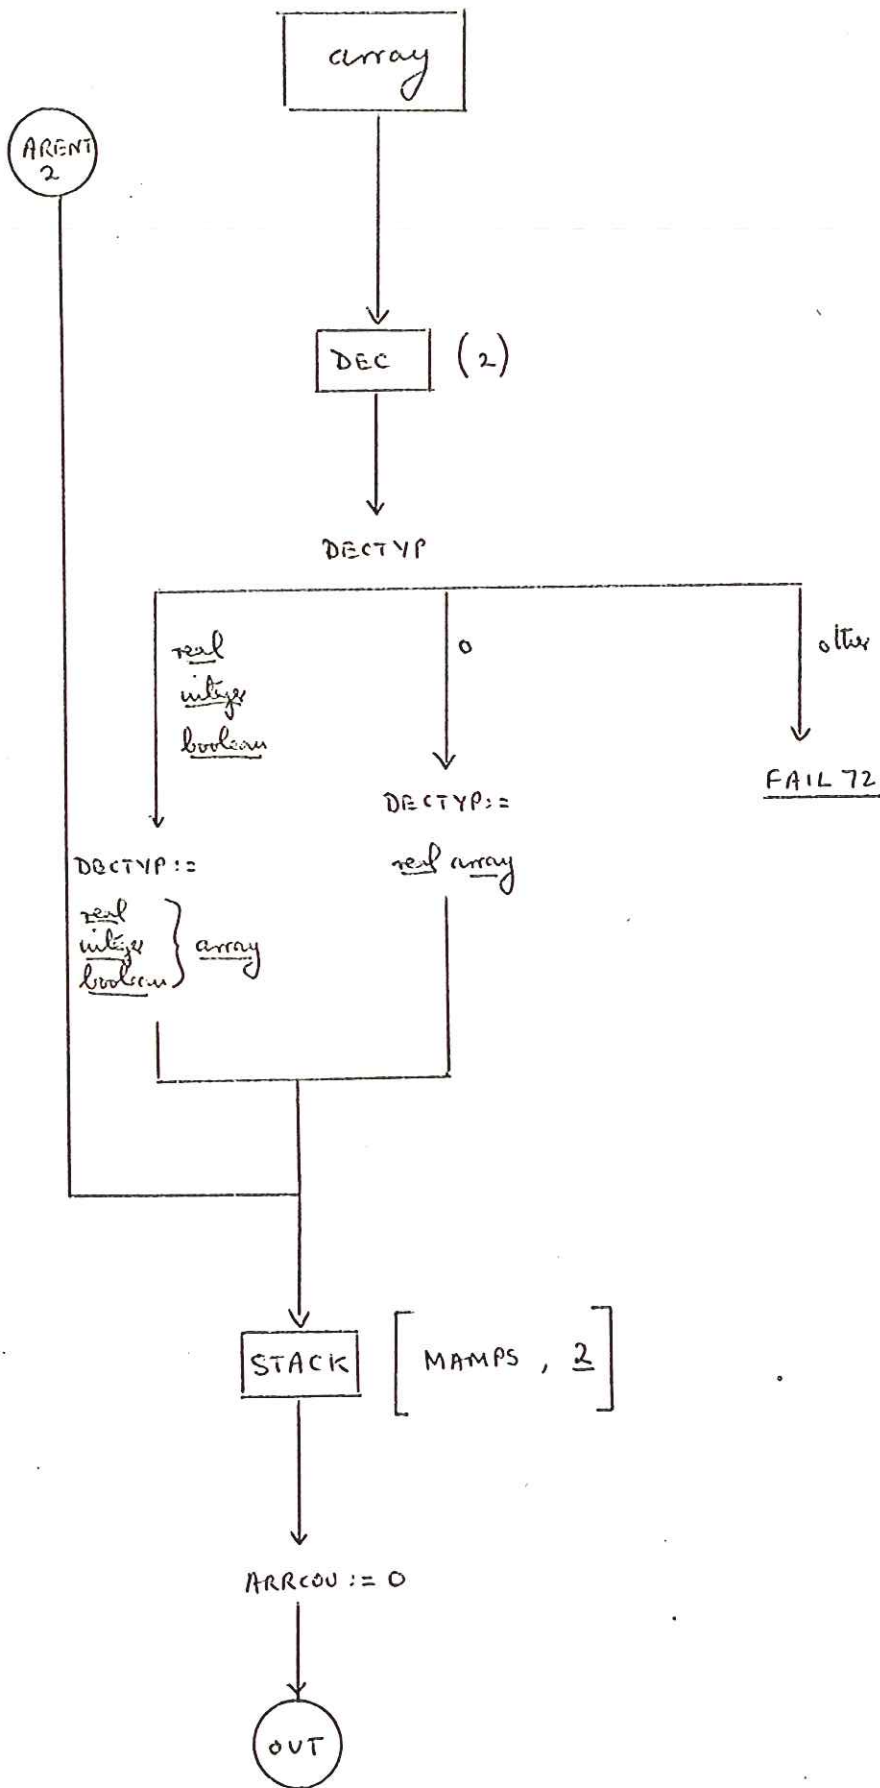 array
ARENT
2
DEC (2)
DECTYP
real
integer
boolean
0
other
FAIL 72
DECTYP:=
real array
DECTYP:=
real
integer
boolean
array
STACK [MAMPS, 2]
ARRCOU := 0
OUT